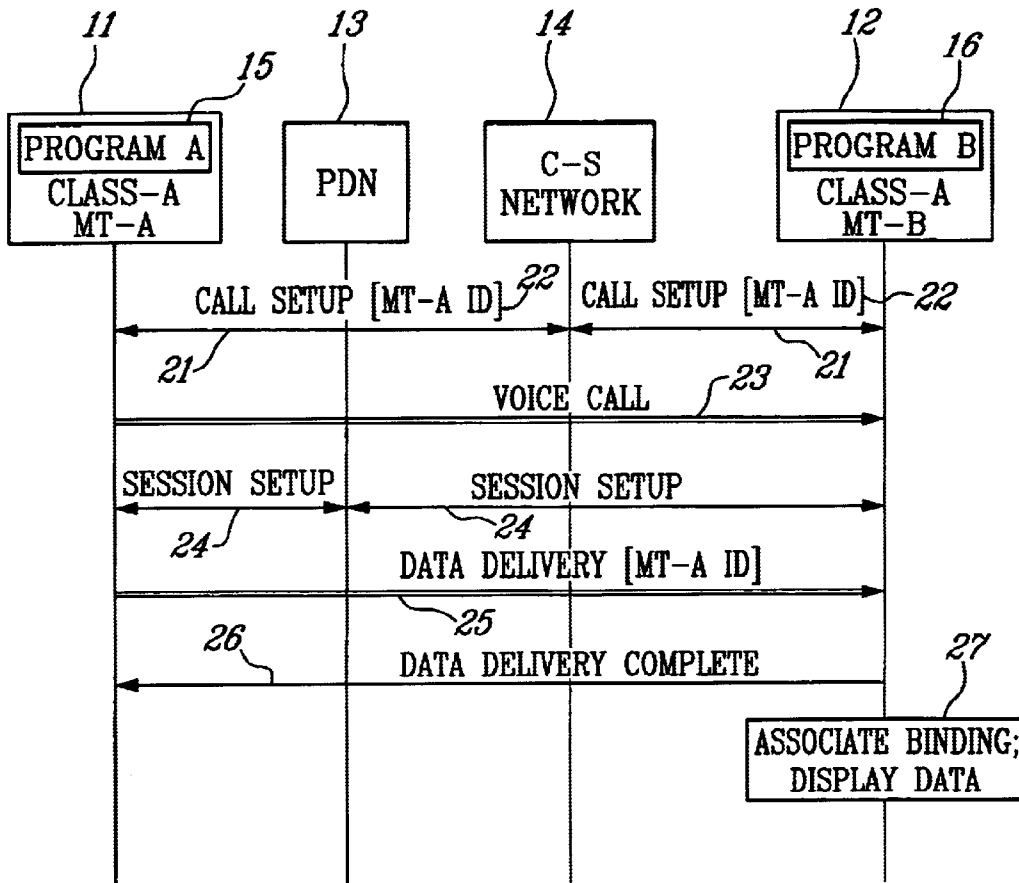 11
15
13
14
12
16
PROGRAM A
CLASS-A
MT-A
PDN
C-S
NETWORK
PROGRAM B
CLASS-A
MT-B
CALL SETUP [MT-A ID]
22
CALL SETUP [MT-A ID]
22
21
21
23
VOICE CALL
SESSION SETUP
SESSION SETUP
24
24
DATA DELIVERY [MT-A ID]
25
26
DATA DELIVERY COMPLETE
27
ASSOCIATE BINDING;
DISPLAY DATA